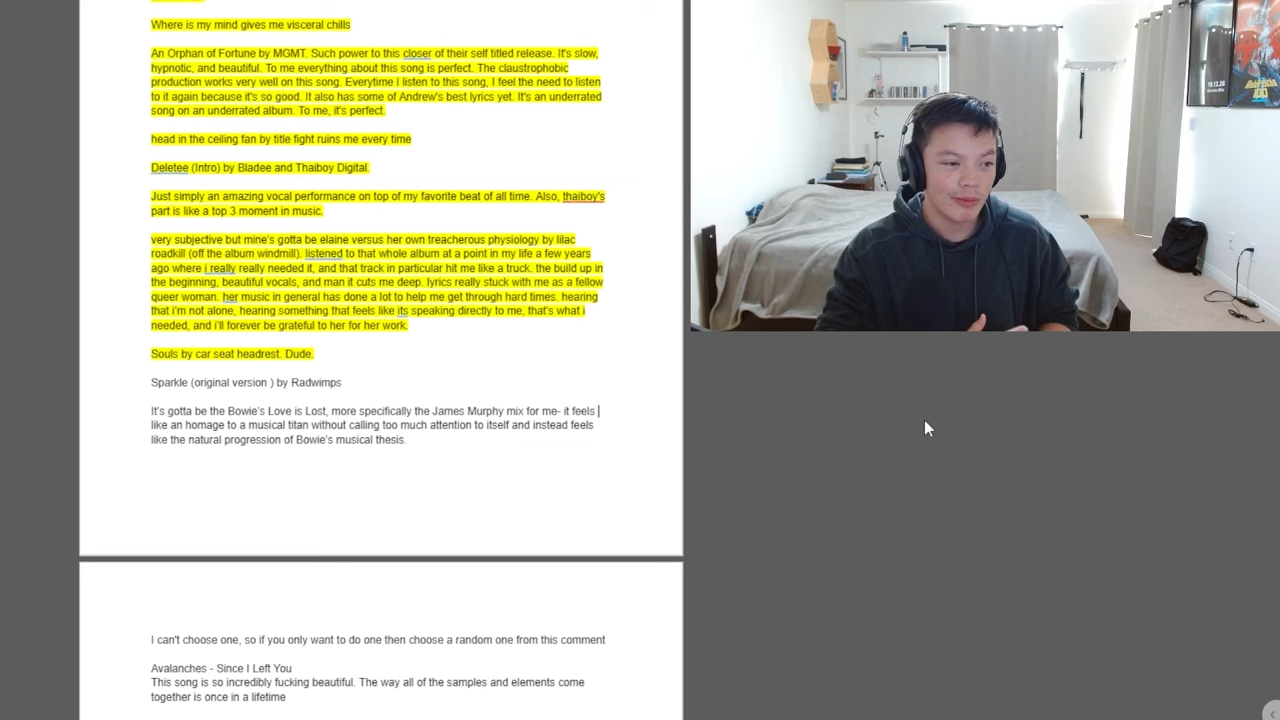 Where is my mind gives me visceral chills
An Orphan of Fortune by MGMT. Such power to this closer of their self titled release. It's slow,
hypnotic, and beautiful. To me everything about this song is perfect. The claustrophobic
production works very well on this song. Everytime I listen to this song, I feel the need to listen
to it again because it's so good. It also has some of Andrew's best lyrics yet. It's an underrated
song on an underrated album. To me, it's perfect.
head in the ceiling fan by title fight ruins me every time
Deletee (Intro) by Bladee and Thaiboy Digital.
Just simply an amazing vocal performance on top of my favorite beat of all time. Also, thaiboy's
part is like a top 3 moment in music.
very subjective but mine's gotta be elaine versus her own treacherous physiology by lilac
roadkill (off the album windmill). listened to that whole album at a point in my life a few years
ago where i really really needed it, and that track in particular hit me like a truck. the build up in
the beginning, beautiful vocals, and man it cuts me deep. lyrics really stuck with me as a fellow
queer woman. her music in general has done a lot to help me get through hard times. hearing
that i'm not alone, hearing something that feels like its speaking directly to me, that's what i
needed, and i'll forever be grateful to her for her work.
Souls by car seat headrest. Dude.
Sparkle (original version ) by Radwimps
It's gotta be the Bowie's Love is Lost, more specifically the James Murphy mix for me- it feels
like an homage to a musical titan without calling too much attention to itself and instead feels
like the natural progression of Bowie's musical thesis.
I can't choose one, so if you only want to do one then choose a random one from this comment
Avalanches - Since I Left You
This song is so incredibly fucking beautiful. The way all of the samples and elements come
together is once in a lifetime